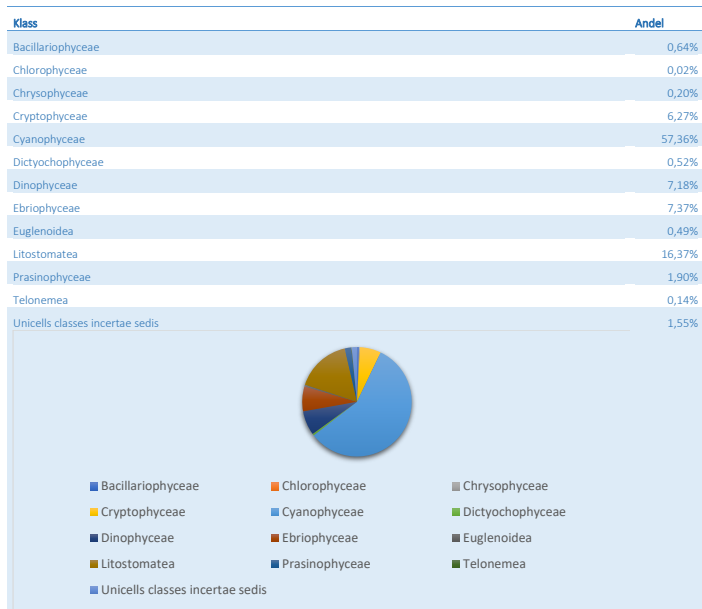 Klass Andel
Bacillariophyceae 0,64%
Chlorophyceae 0,02%
Chrysophyceae 0,20%
Cryptophyceae 6,27%
Cyanophyceae 57,36%
Dictyochophyceae 0,52%
Dinophyceae 7,18%
Ebriophyceae 7,37%
Euglenoidea 0,49%
Litostomatea 16,37%
Prasinophyceae 1,90%
Telonemea 0,14%
Unicells classes incertae sedis 1,55%
Bacillariophyceae Chlorophyceae Chrysophyceae
Cryptophyceae Cyanophyceae Dictyochophyceae
Dinophyceae Ebriophyceae Euglenoidea
Litostomatea Prasinophyceae Telonemea
Unicells classes incertae sedis